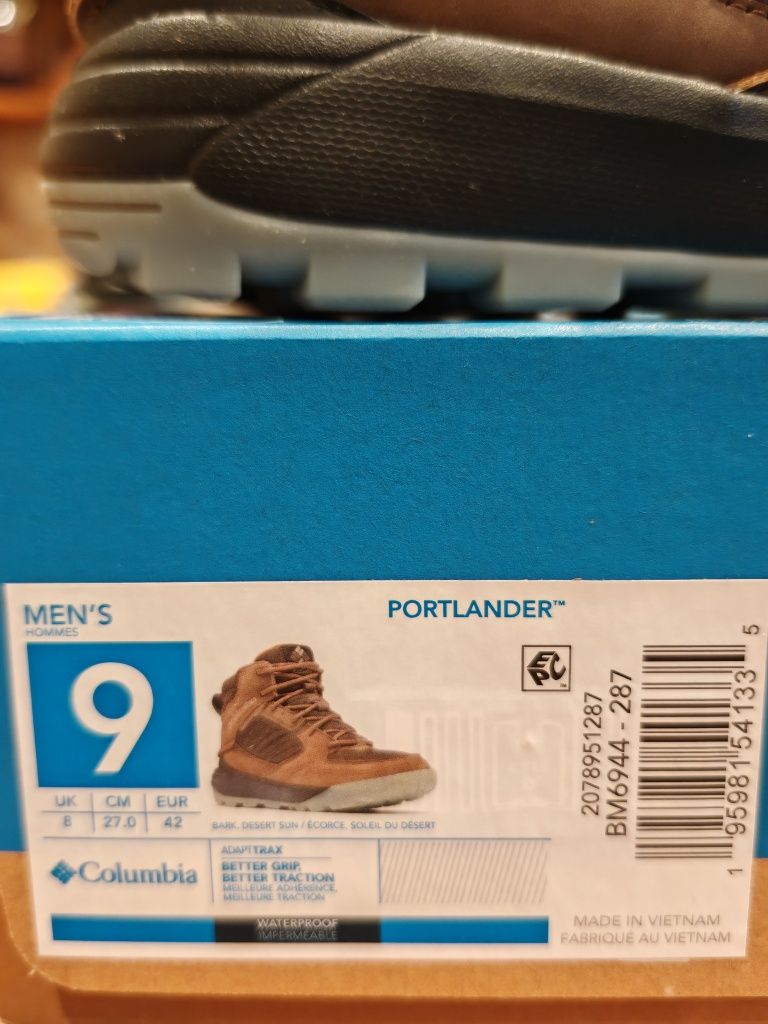 MEN'S
HOMMES
PORTLANDER™
9
EPC™
UK CM EUR
8 27.0 42
BARK, DESERT SUN / ÉCORCE, SOLEIL DU DÉSERT
2078951287
BM6944 - 287
1 95981 54133 5
Columbia
ADAPTTRAX
BETTER GRIP,
BETTER TRACTION
MEILLEURE ADHÉRENCE,
MEILLEURE TRACTION
WATERPROOF
IMPERMÉABLE
MADE IN VIETNAM
FABRIQUÉ AU VIETNAM